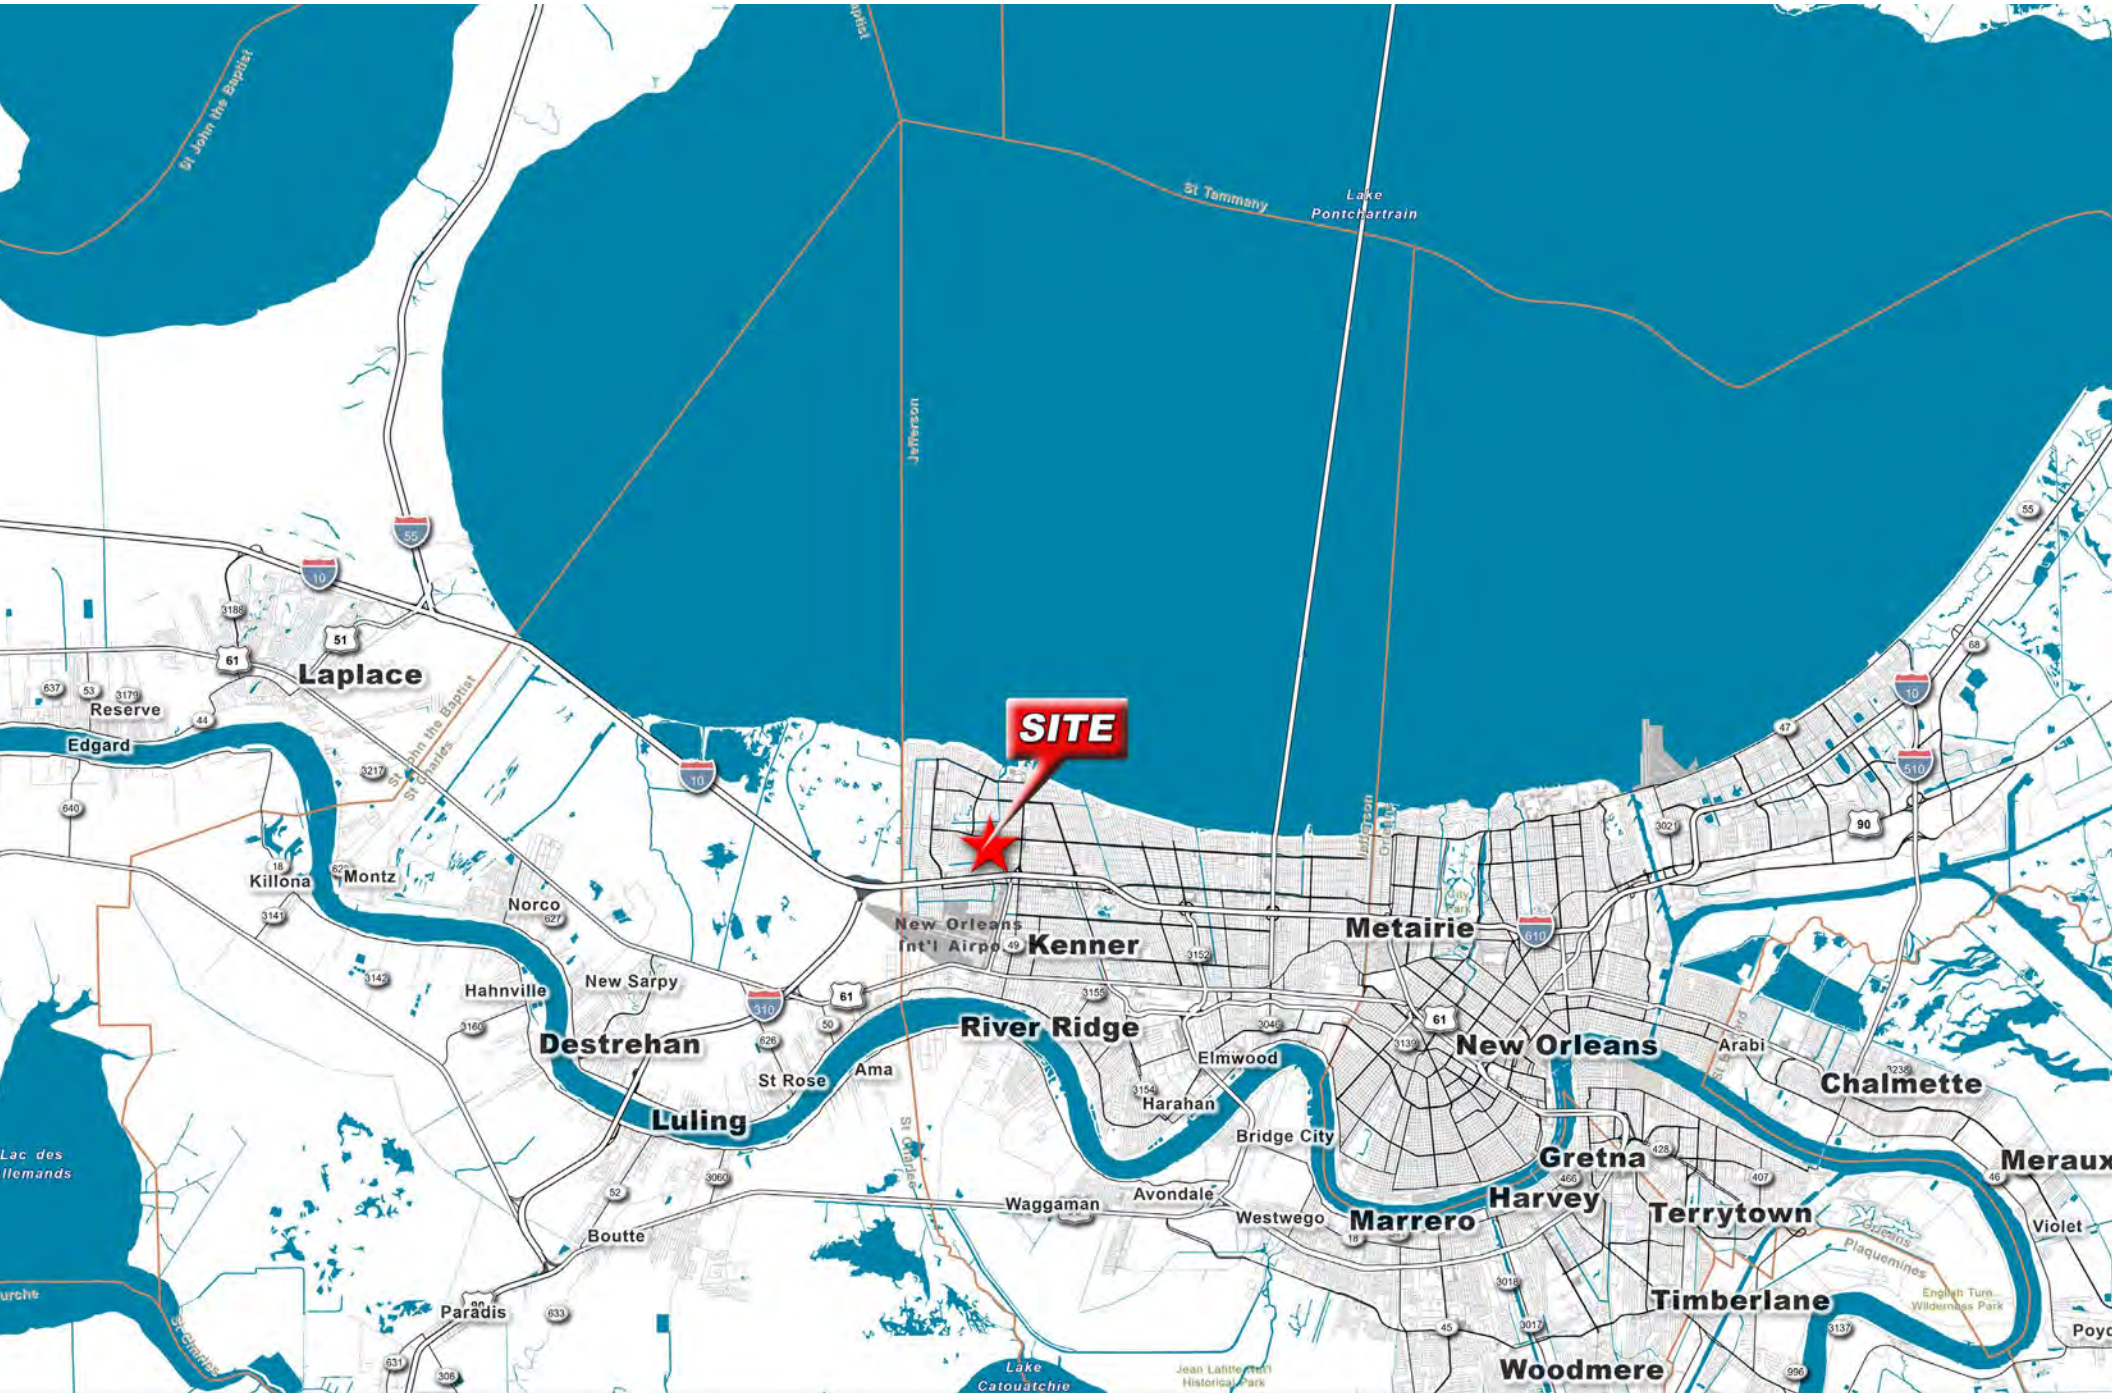 St John the Baptist
aptist
St Tammany
Lake
Pontchartrain
Jefferson
55
55
10
3188
51
61
Laplace
68
10
637
53
3179
Reserve
44
SITE
47
Edgard
St John the Baptist
St Charles
3217
10
510
640
Jefferson
3021
90
18
Killona
Montz
City
Park
3141
Norco
627
New Orleans
Int'l Airpo
49
Kenner
Metairie
610
3152
3142
New Sarpy
Hahnville
310
61
3155
3160
50
River Ridge
3046
61
626
Destrehan
3139
New Orleans
Arabi
Elmwood
St Rose
Ama
3238
Chalmette
3154
Harahan
Luling
St Charles
Bridge City
Lac des
llemands
428
Gretna
Meraux
46
3060
52
466
407
Waggaman
Avondale
Harvey
Westwego
Marrero
Terrytown
18
Violet
Boutte
Orleans
Plaquemines
3018
urche
Paradis
633
Timberlane
English Turn
Wilderness Park
45
3017
3137
Poyd
St Charles
631
306
Lake
Catouatchie
Jean Lafitte Nat'l
Historical Park
Woodmere
996